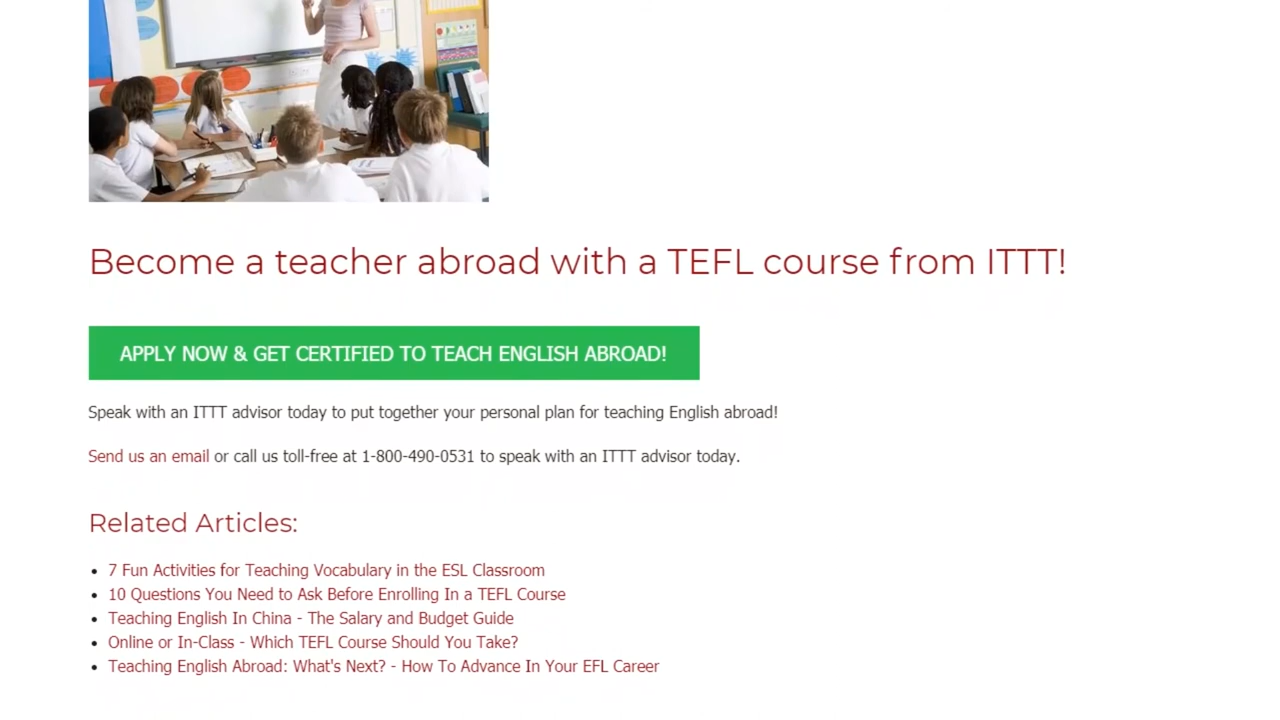 Become a teacher abroad with a TEFL course from ITTT!
APPLY NOW & GET CERTIFIED TO TEACH ENGLISH ABROAD!
Speak with an ITTT advisor today to put together your personal plan for teaching English abroad!
Send us an email or call us toll-free at 1-800-490-0531 to speak with an ITTT advisor today.
Related Articles:
• 7 Fun Activities for Teaching Vocabulary in the ESL Classroom
• 10 Questions You Need to Ask Before Enrolling In a TEFL Course
• Teaching English In China - The Salary and Budget Guide
• Online or In-Class - Which TEFL Course Should You Take?
• Teaching English Abroad: What's Next? - How To Advance In Your EFL Career